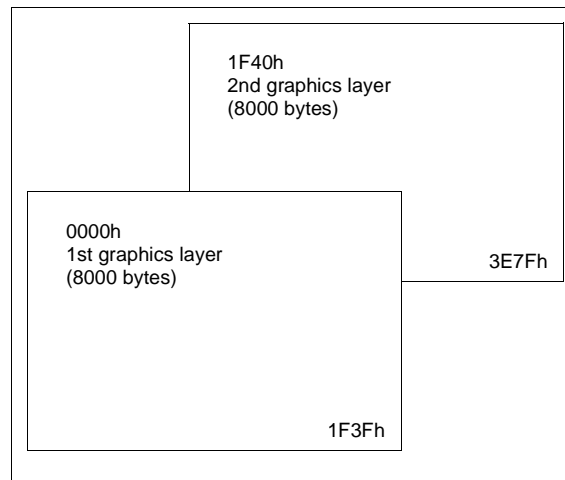 1F40h
2nd graphics layer
(8000 bytes)
3E7Fh
0000h
1st graphics layer
(8000 bytes)
1F3Fh